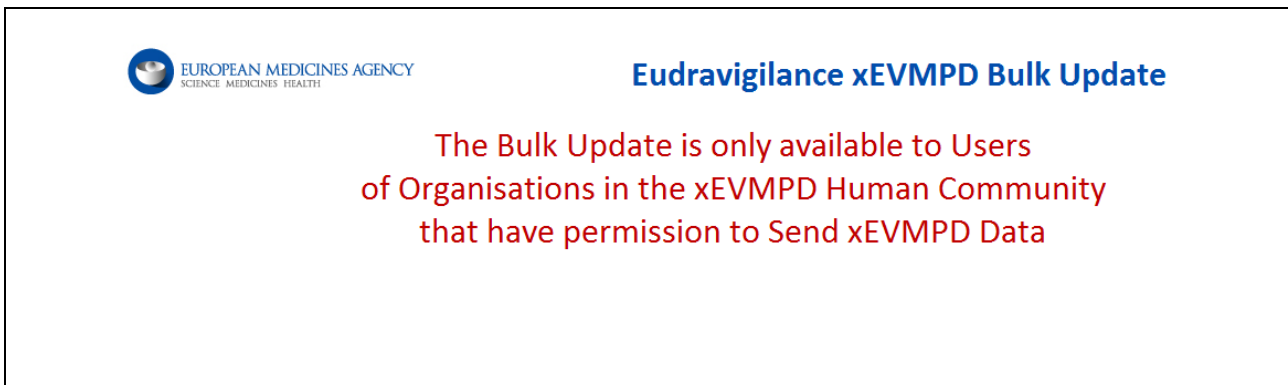 EUROPEAN MEDICINES AGENCY
SCIENCE MEDICINES HEALTH
Eudravigilance xEVMPD Bulk Update
The Bulk Update is only available to Users
of Organisations in the xEVMPD Human Community
that have permission to Send xEVMPD Data